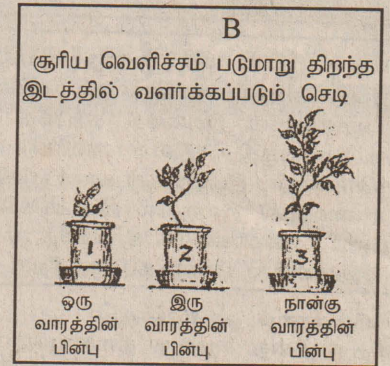 B
சூரிய வெளிச்சம் படுமாறு திறந்த
இடத்தில் வளர்க்கப்படும் செடி
1 2 3
ஒரு இரு நான்கு
வாரத்தின் வாரத்தின் வாரத்தின்
பின்பு பின்பு பின்பு